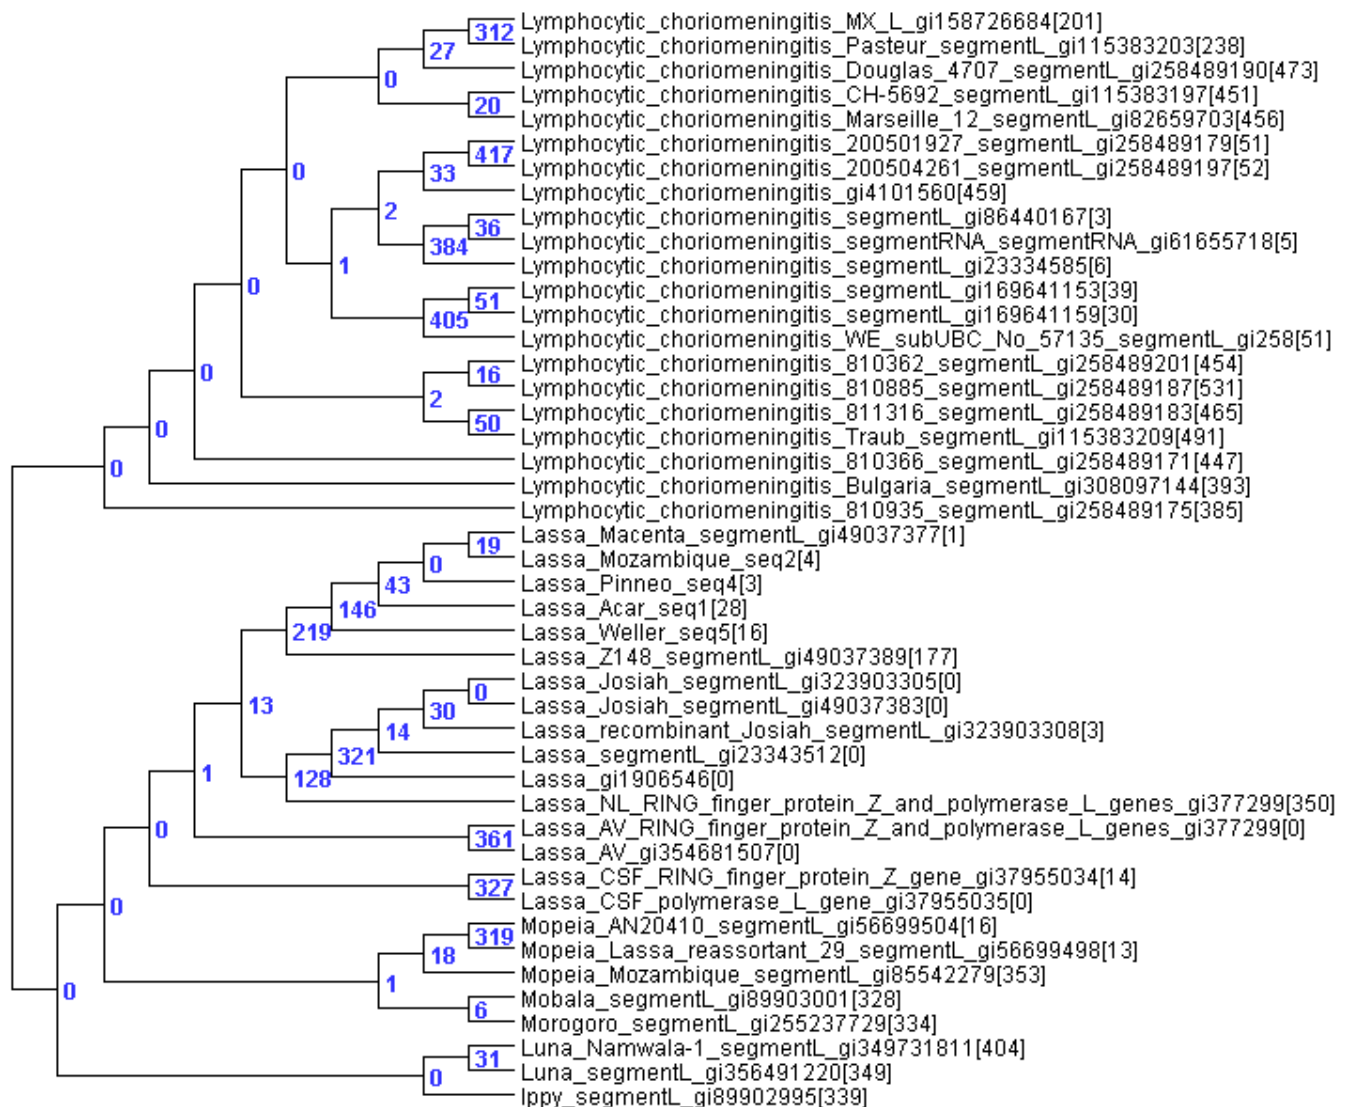 Lymphocytic_choriomeningitis_MX_L_gi158726684[201]
312
Lymphocytic_choriomeningitis_Pasteur_segmentL_gi115383203[238]
27
Lymphocytic_choriomeningitis_Douglas_4707_segmentL_gi258489190[473]
0
Lymphocytic_choriomeningitis_CH-5692_segmentL_gi115383197[451]
20
Lymphocytic_choriomeningitis_Marseille_12_segmentL_gi82659703[456]
Lymphocytic_choriomeningitis_200501927_segmentL_gi258489179[51]
417
0
33
Lymphocytic_choriomeningitis_200504261_segmentL_gi258489197[52]
Lymphocytic_choriomeningitis_gi4101560[459]
2
Lymphocytic_choriomeningitis_segmentL_gi86440167[3]
36
Lymphocytic_choriomeningitis_segmentRNA_segmentRNA_gi61655718[5]
384
1
Lymphocytic_choriomeningitis_segmentL_gi23334585[6]
0
Lymphocytic_choriomeningitis_segmentL_gi169641153[39]
51
Lymphocytic_choriomeningitis_segmentL_gi169641159[30]
405
Lymphocytic_choriomeningitis_WE_subUBC_No_57135_segmentL_gi258[51]
Lymphocytic_choriomeningitis_810362_segmentL_gi258489201[454]
0
16
Lymphocytic_choriomeningitis_810885_segmentL_gi258489187[531]
2
Lymphocytic_choriomeningitis_811316_segmentL_gi258489183[465]
0
50
Lymphocytic_choriomeningitis_Traub_segmentL_gi115383209[491]
Lymphocytic_choriomeningitis_810366_segmentL_gi258489171[447]
0
Lymphocytic_choriomeningitis_Bulgaria_segmentL_gi308097144[393]
Lymphocytic_choriomeningitis_810935_segmentL_gi258489175[385]
Lassa_Macenta_segmentL_gi49037377[1]
19
Lassa_Mozambique_seq2[4]
0
Lassa_Pinneo_seq4[3]
43
Lassa_Acar_seq1[28]
146
Lassa_Weller_seq5[16]
219
Lassa_Z148_segmentL_gi49037389[177]
Lassa_Josiah_segmentL_gi323903305[0]
0
Lassa_Josiah_segmentL_gi49037383[0]
13
30
Lassa_recombinant_Josiah_segmentL_gi323903308[3]
14
Lassa_segmentL_gi23343512[0]
321
1
Lassa_gi1906546[0]
128
Lassa_NL_RING_finger_protein_Z_and_polymerase_L_genes_gi377299[350]
Lassa_AV_RING_finger_protein_Z_and_polymerase_L_genes_gi377299[0]
0
361
Lassa_AV_gi354681507[0]
Lassa_CSF_RING_finger_protein_Z_gene_gi37955034[14]
327
Lassa_CSF_polymerase_L_gene_gi37955035[0]
0
Mopeia_AN20410_segmentL_gi56699504[16]
319
Mopeia_Lassa_reassortant_29_segmentL_gi56699498[13]
18
Mopeia_Mozambique_segmentL_gi85542279[353]
1
0
Mobala_segmentL_gi89903001[328]
6
Morogoro_segmentL_gi255237729[334]
Luna_Namwala-1_segmentL_gi349731811[404]
31
Luna_segmentL_gi356491220[349]
0
Ippy_segmentL_gi89902995[339]